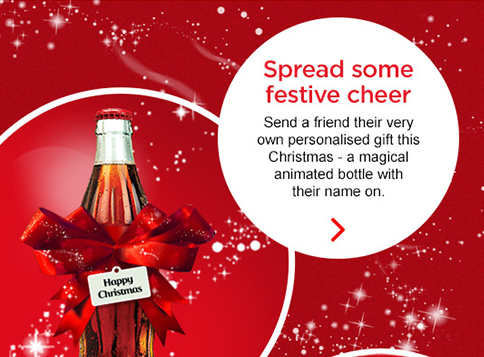 Spread some
festive cheer
Send a friend their very
own personalised gift this
Christmas - a magical
animated bottle with
their name on.
Happy
Christmas